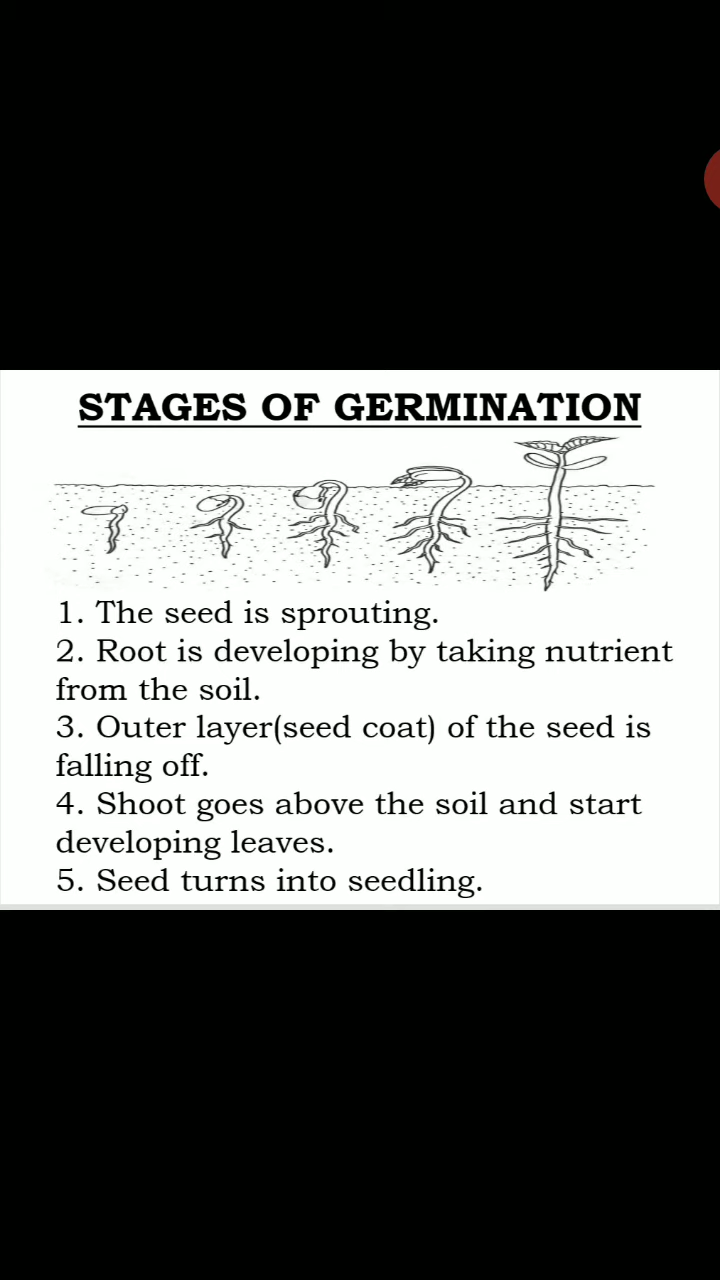 STAGES OF GERMINATION
1. The seed is sprouting.
2. Root is developing by taking nutrient
from the soil.
3. Outer layer(seed coat) of the seed is
falling off.
4. Shoot goes above the soil and start
developing leaves.
5. Seed turns into seedling.